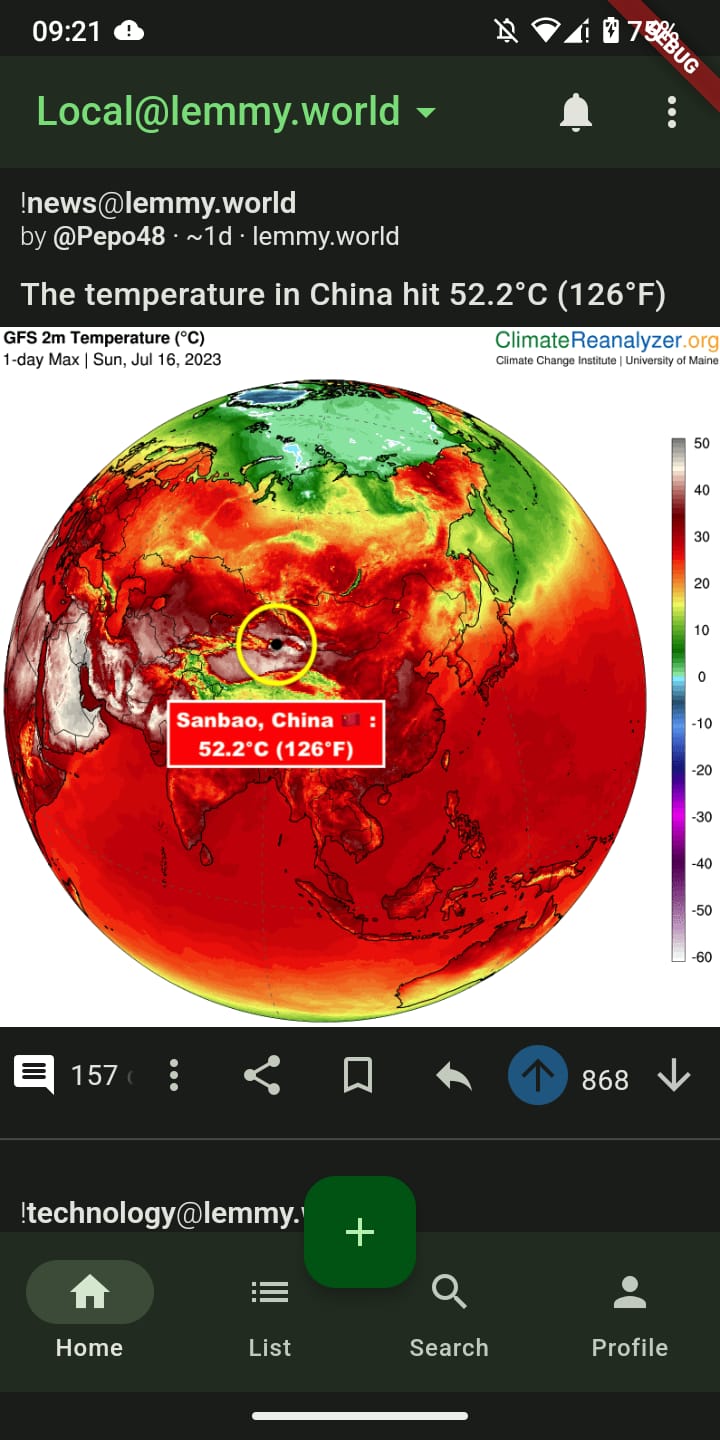 09:21
75%
DEBUG
Local@lemmy.world
!news@lemmy.world
by @Pepo48 · ~1d · lemmy.world
The temperature in China hit 52.2°C (126°F)
GFS 2m Temperature (°C)
1-day Max | Sun, Jul 16, 2023
ClimateReanalyzer.org
Climate Change Institute | University of Maine
50
40
30
20
10
0
-10
-20
-30
-40
-50
-60
Sanbao, China 🇨🇳 :
52.2°C (126°F)
157
868
!technology@lemmy.
+
Home
List
Search
Profile